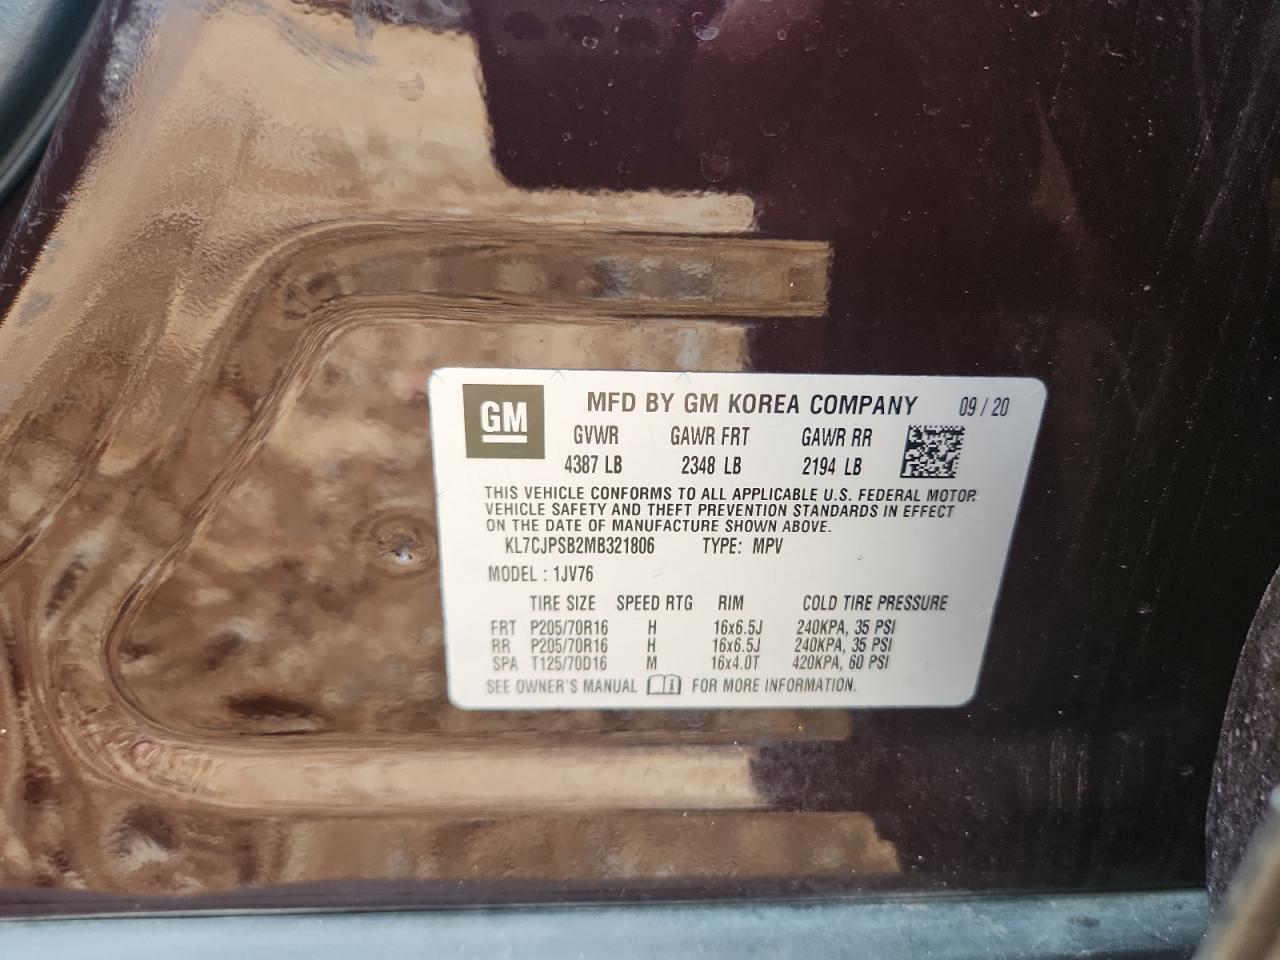 GM MFD BY GM KOREA COMPANY 09 / 20
GVWR GAWR FRT GAWR RR
4387 LB 2348 LB 2194 LB
THIS VEHICLE CONFORMS TO ALL APPLICABLE U.S. FEDERAL MOTOR
VEHICLE SAFETY AND THEFT PREVENTION STANDARDS IN EFFECT
ON THE DATE OF MANUFACTURE SHOWN ABOVE.
KL7CJPSB2MB321806 TYPE: MPV
MODEL : 1JV76
TIRE SIZE SPEED RTG RIM COLD TIRE PRESSURE
FRT P205/70R16 H 16x6.5J 240KPA, 35 PSI
RR P205/70R16 H 16x6.5J 240KPA, 35 PSI
SPA T125/70D16 M 16x4.0T 420KPA, 60 PSI
SEE OWNER'S MANUAL FOR MORE INFORMATION.